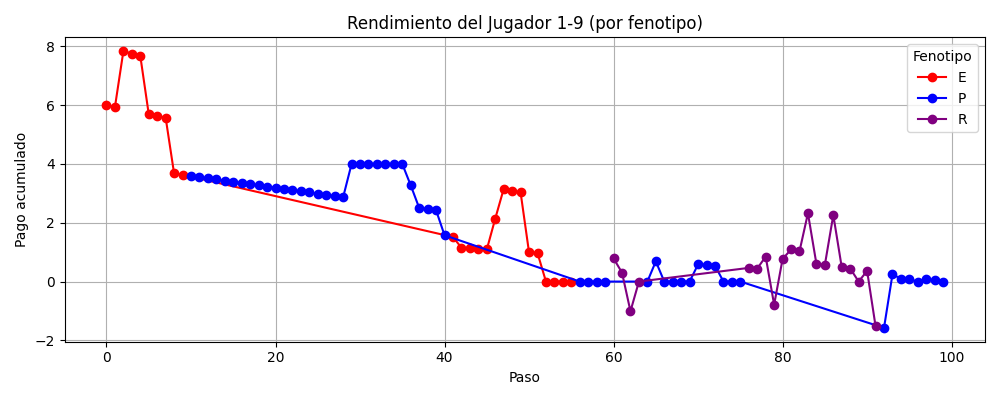 Rendimiento del Jugador 1-9 (por fenotipo)
Pago acumulado
8
6
4
2
0
−2
Fenotipo
E
P
R
0 20 40 60 80 100
Paso